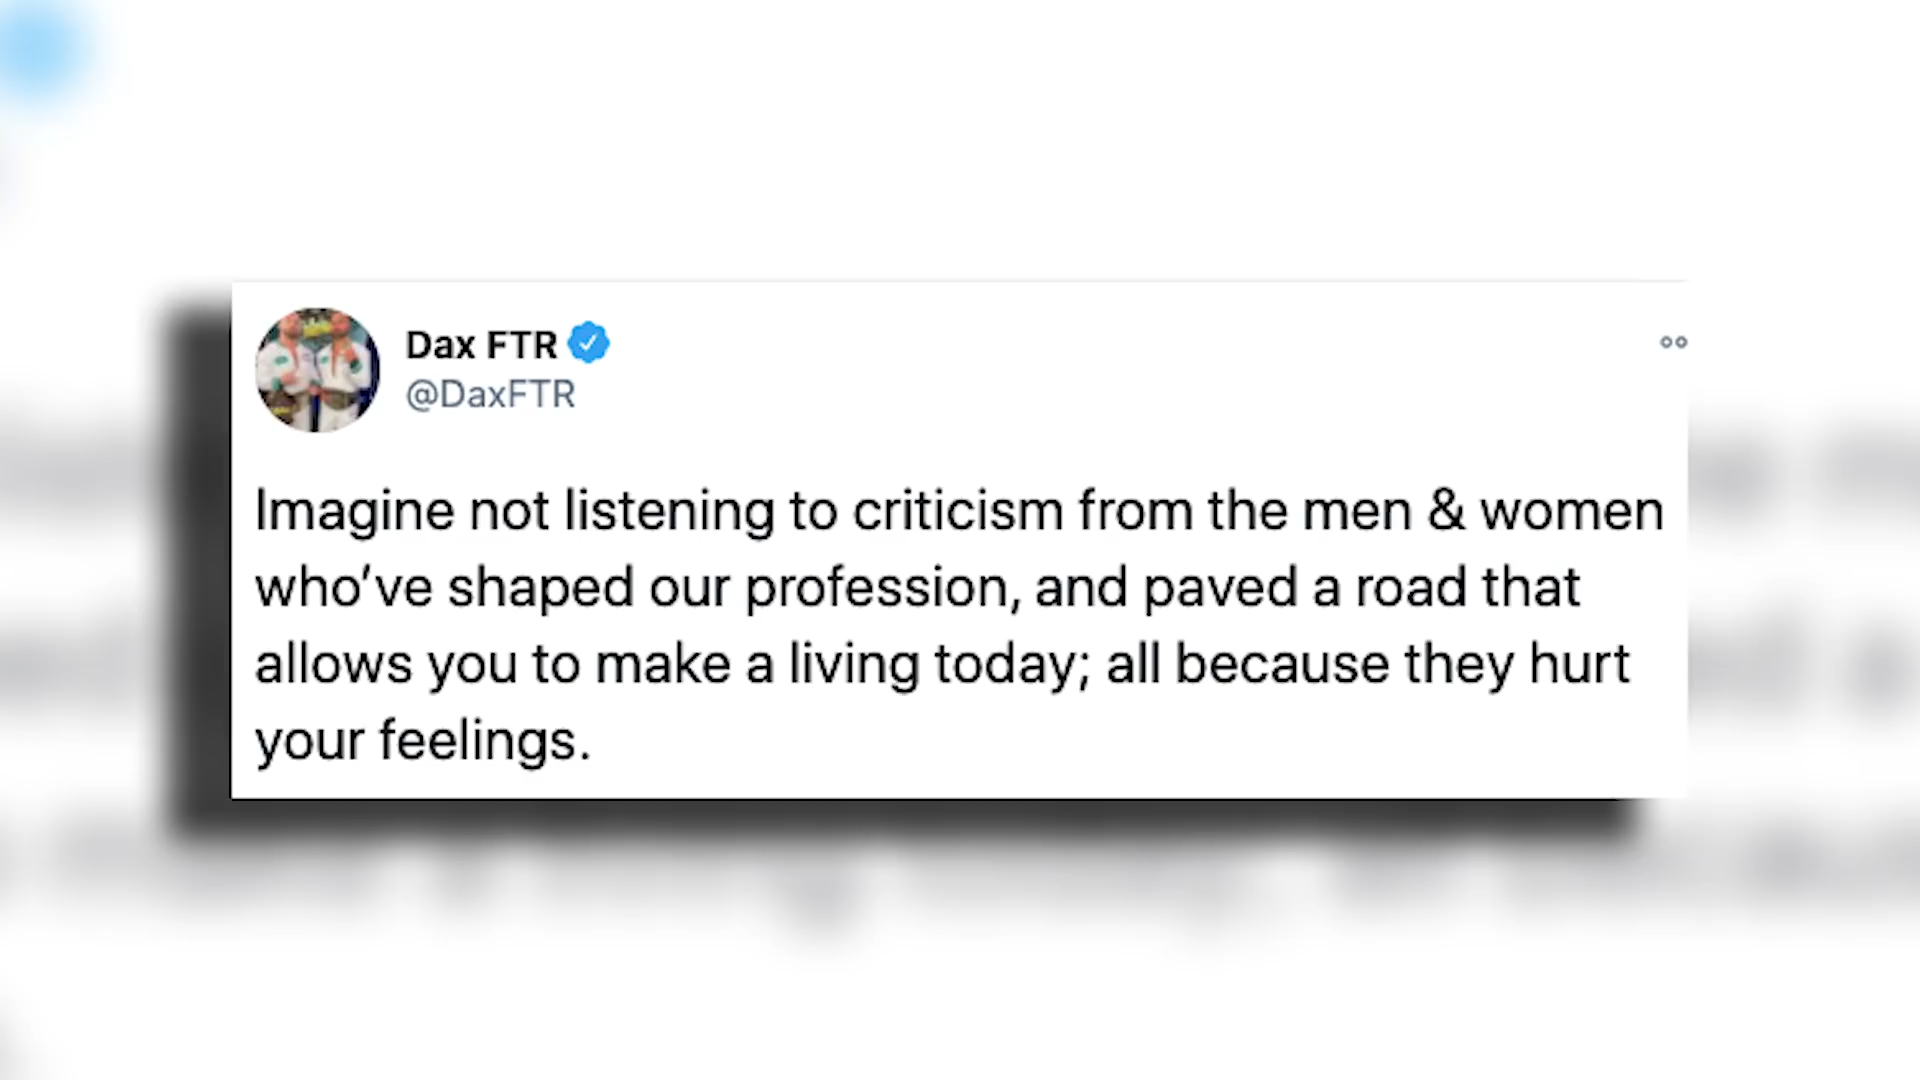 Dax FTR
@DaxFTR
Imagine not listening to criticism from the men & women
who’ve shaped our profession, and paved a road that
allows you to make a living today; all because they hurt
your feelings.